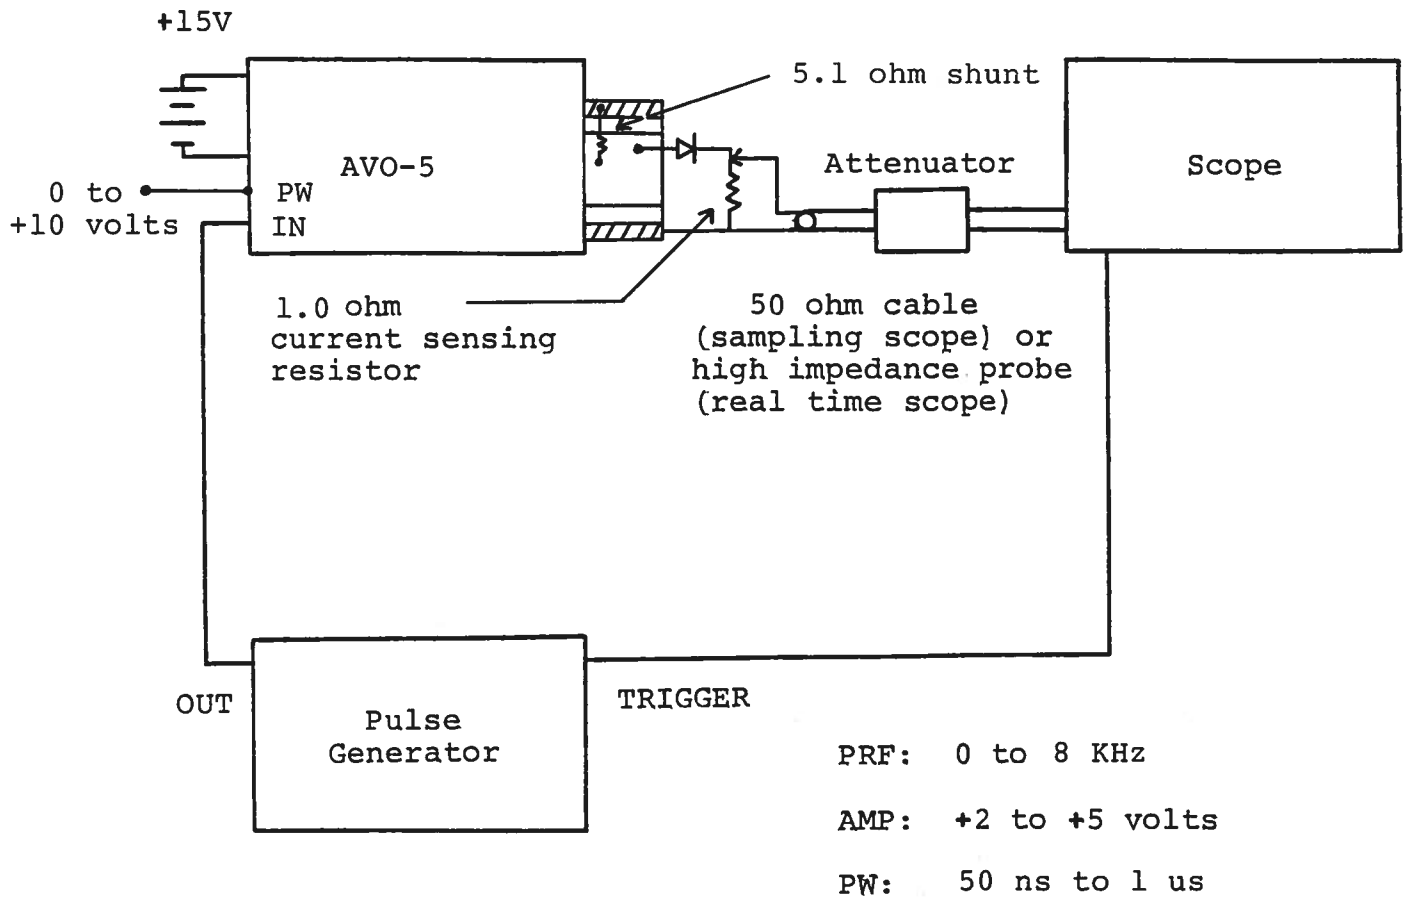 +15V
5.1 ohm shunt
AVO-5
Attenuator
Scope
0 to
+10 volts
PW
IN
1.0 ohm
current sensing
resistor
50 ohm cable
(sampling scope) or
high impedance probe
(real time scope)
OUT
TRIGGER
Pulse
Generator
PRF: 0 to 8 KHz
AMP: +2 to +5 volts
PW: 50 ns to 1 us